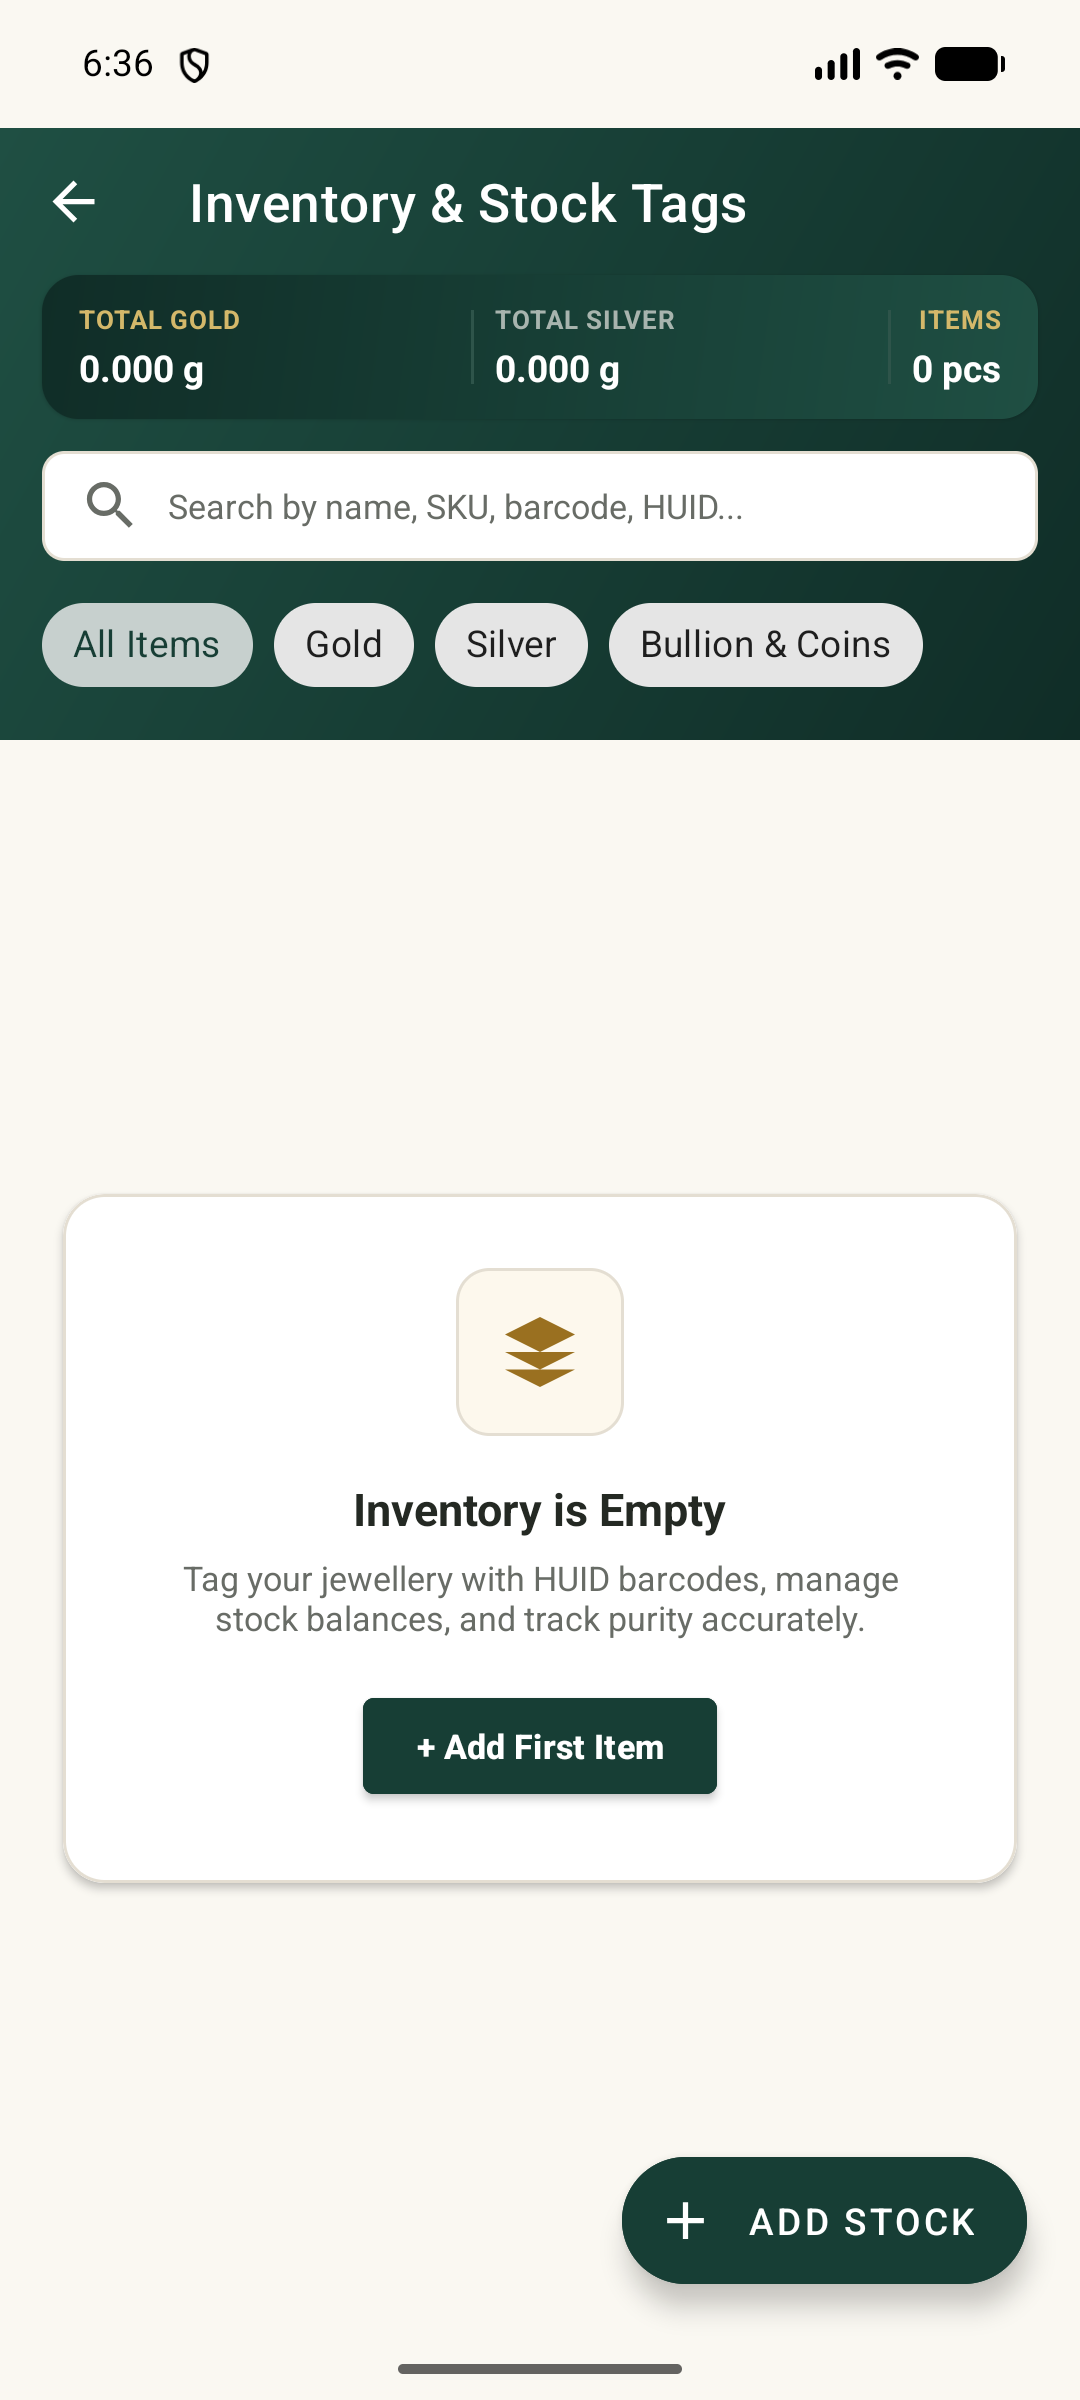 6:36
Inventory & Stock Tags
TOTAL GOLD
0.000 g
TOTAL SILVER
0.000 g
ITEMS
0 pcs
Search by name, SKU, barcode, HUID...
All Items
Gold
Silver
Bullion & Coins
Inventory is Empty
Tag your jewellery with HUID barcodes, manage
stock balances, and track purity accurately.
+ Add First Item
+ ADD STOCK